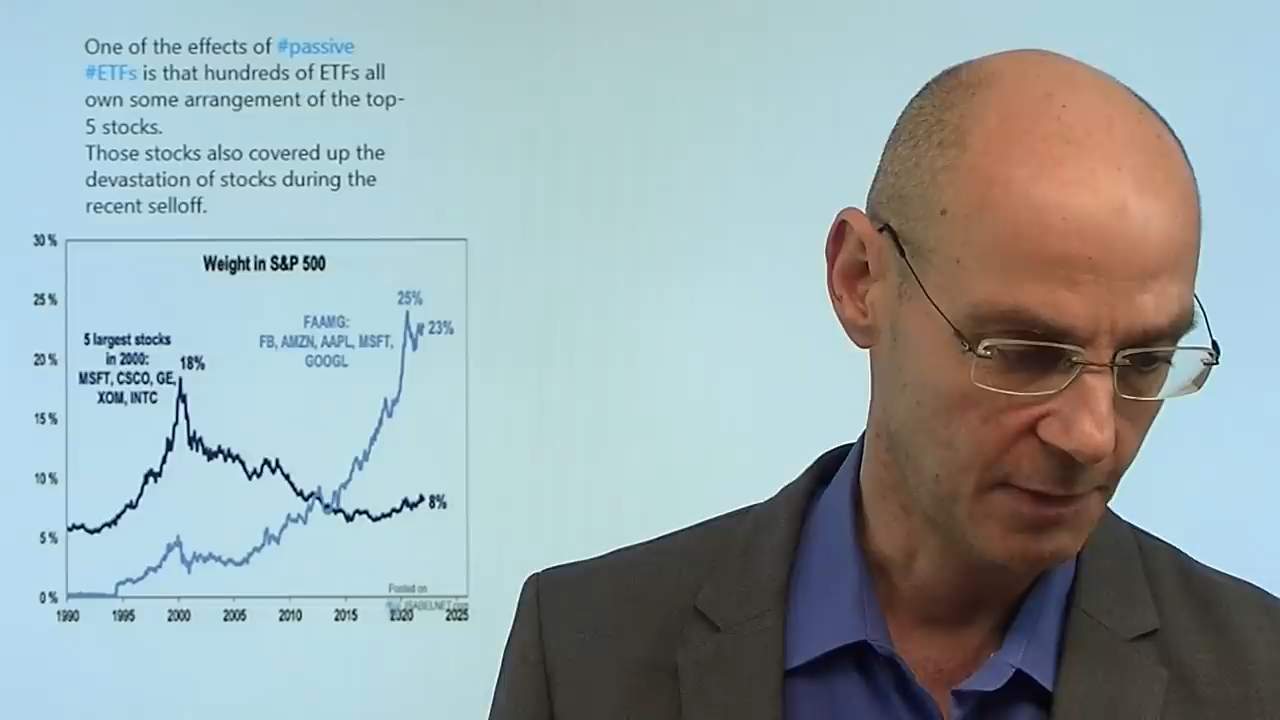 One of the effects of #passive
#ETFs is that hundreds of ETFs all
own some arrangement of the top-
5 stocks.
Those stocks also covered up the
devastation of stocks during the
recent selloff.
30 %
Weight in S&P 500
25 %
25%
FAAMG:
23%
FB, AMZN, AAPL, MSFT,
GOOGL
5 largest stocks
in 2000:
20 %
18%
MSFT, CSCO, GE,
XOM, INTC
15 %
10 %
8%
5 %
Posted on
ISABELNET.com
0 %
1990 1995 2000 2005 2010 2015 2020 2025